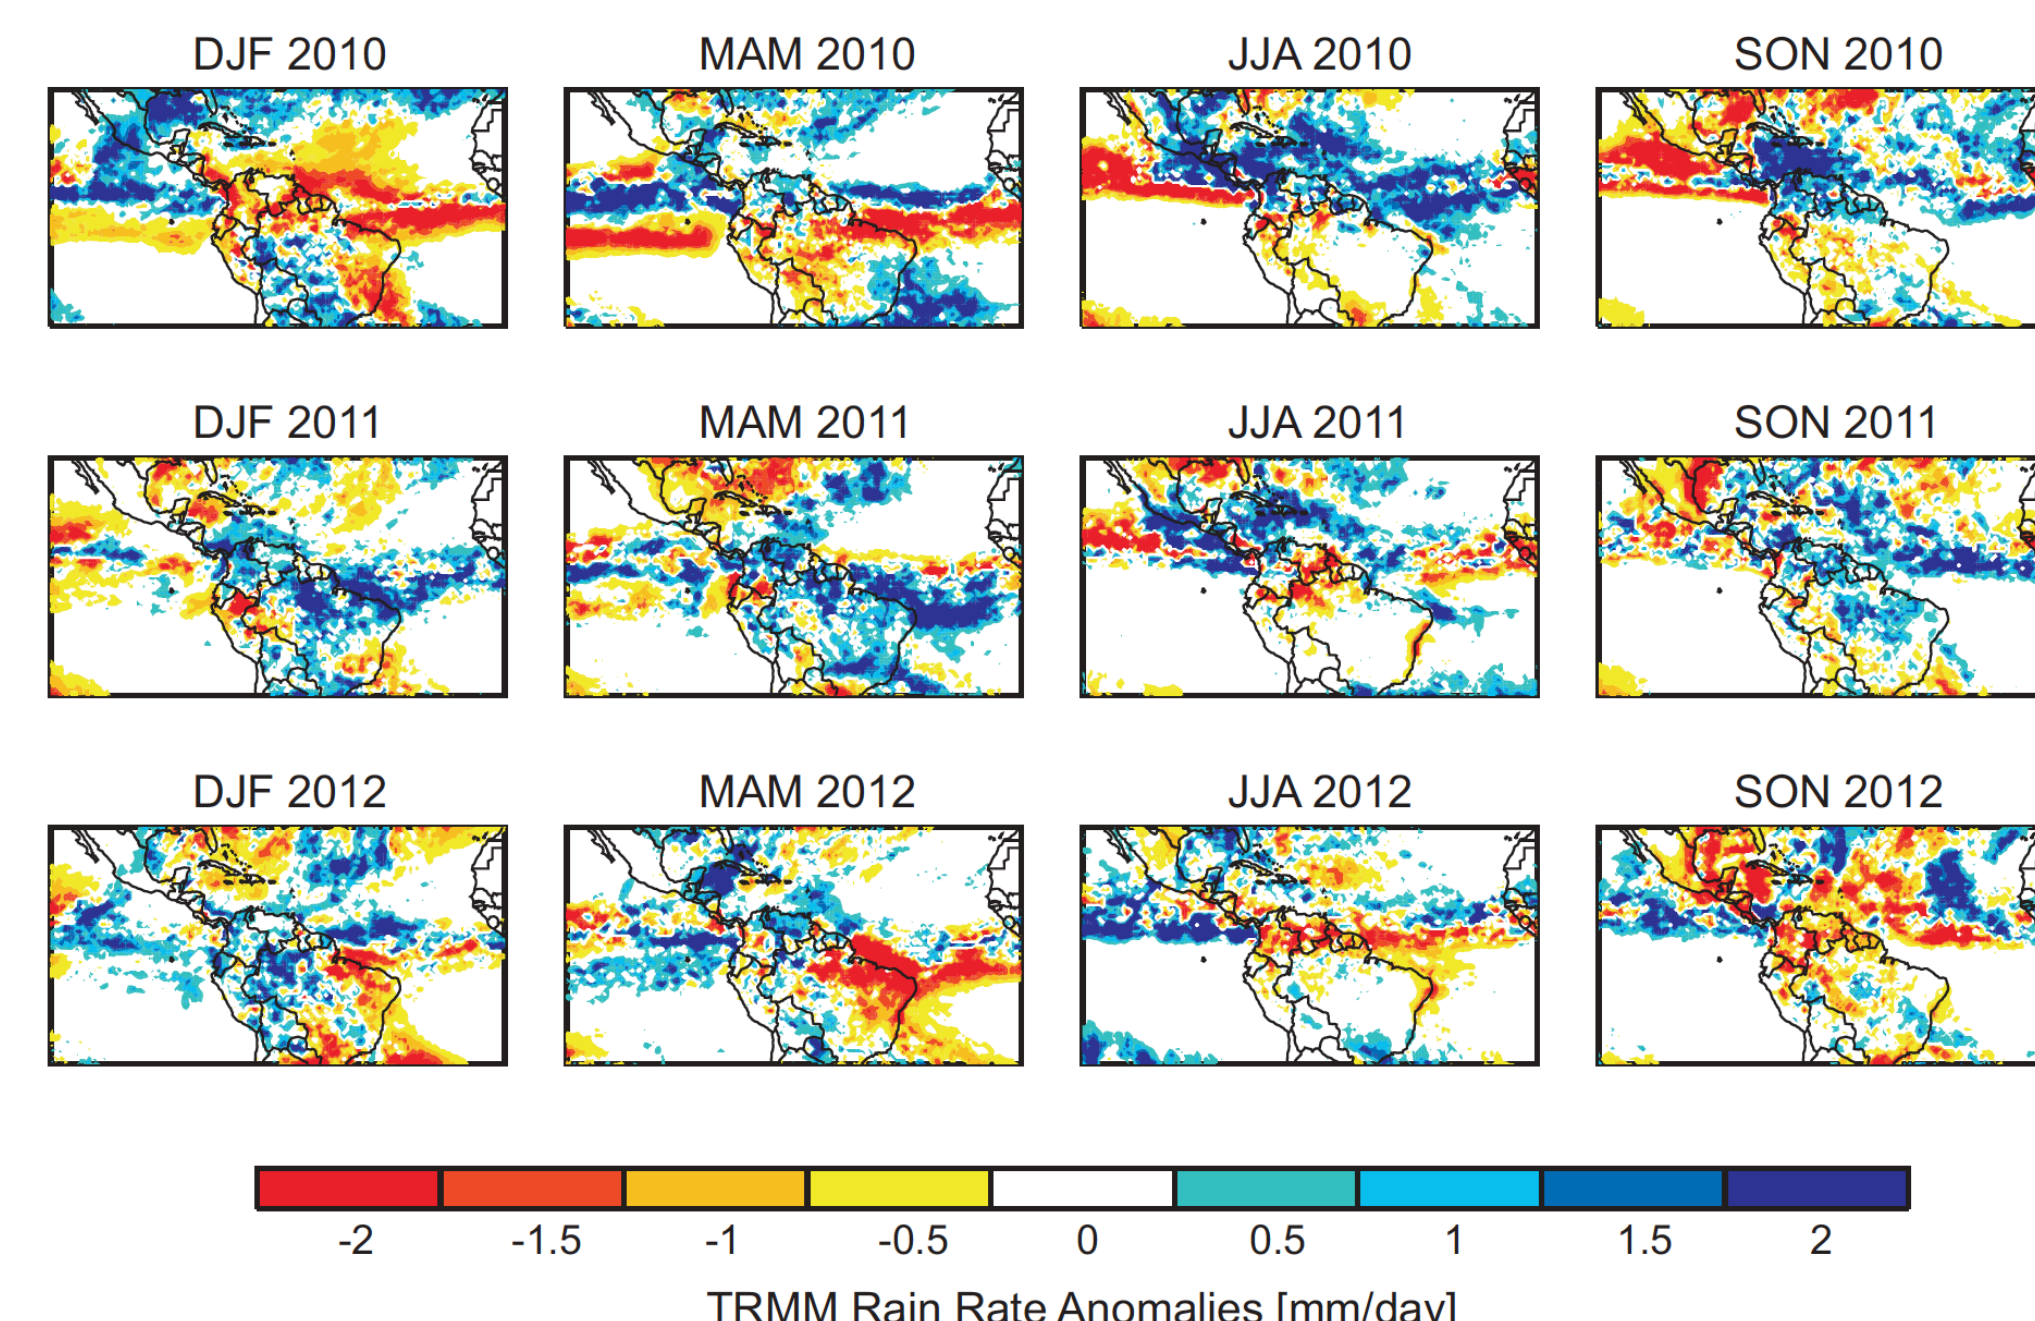 DJF 2010 MAM 2010 JJA 2010 SON 2010
DJF 2011 MAM 2011 JJA 2011 SON 2011
DJF 2012 MAM 2012 JJA 2012 SON 2012
-2 -1.5 -1 -0.5 0 0.5 1 1.5 2
TRMM Rain Rate Anomalies [mm/day]